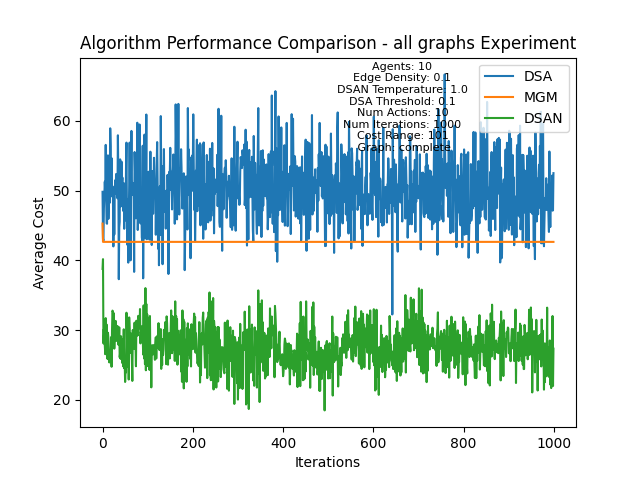 Algorithm Performance Comparison - all graphs Experiment
Agents: 10
Edge Density: 0.1
DSAN Temperature: 1.0
DSA Threshold: 0.1
Num Actions: 10
Num Iterations: 1000
Cost Range: 101
Graph: complete
DSA
MGM
DSAN
Average Cost
60
50
40
30
20
0
200
400
600
800
1000
Iterations